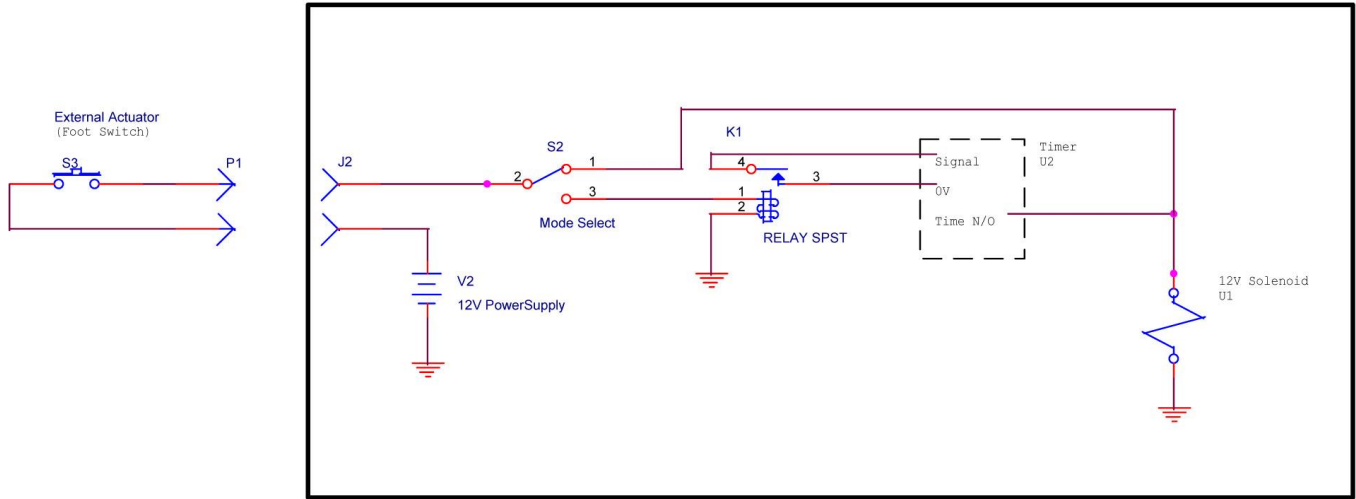 External Actuator
(Foot Switch)
S3
P1
J2
S2
2
1
3
Mode Select
K1
4
3
1
2
RELAY SPST
Signal
0V
Time N/O
Timer
U2
V2
12V PowerSupply
12V Solenoid
U1